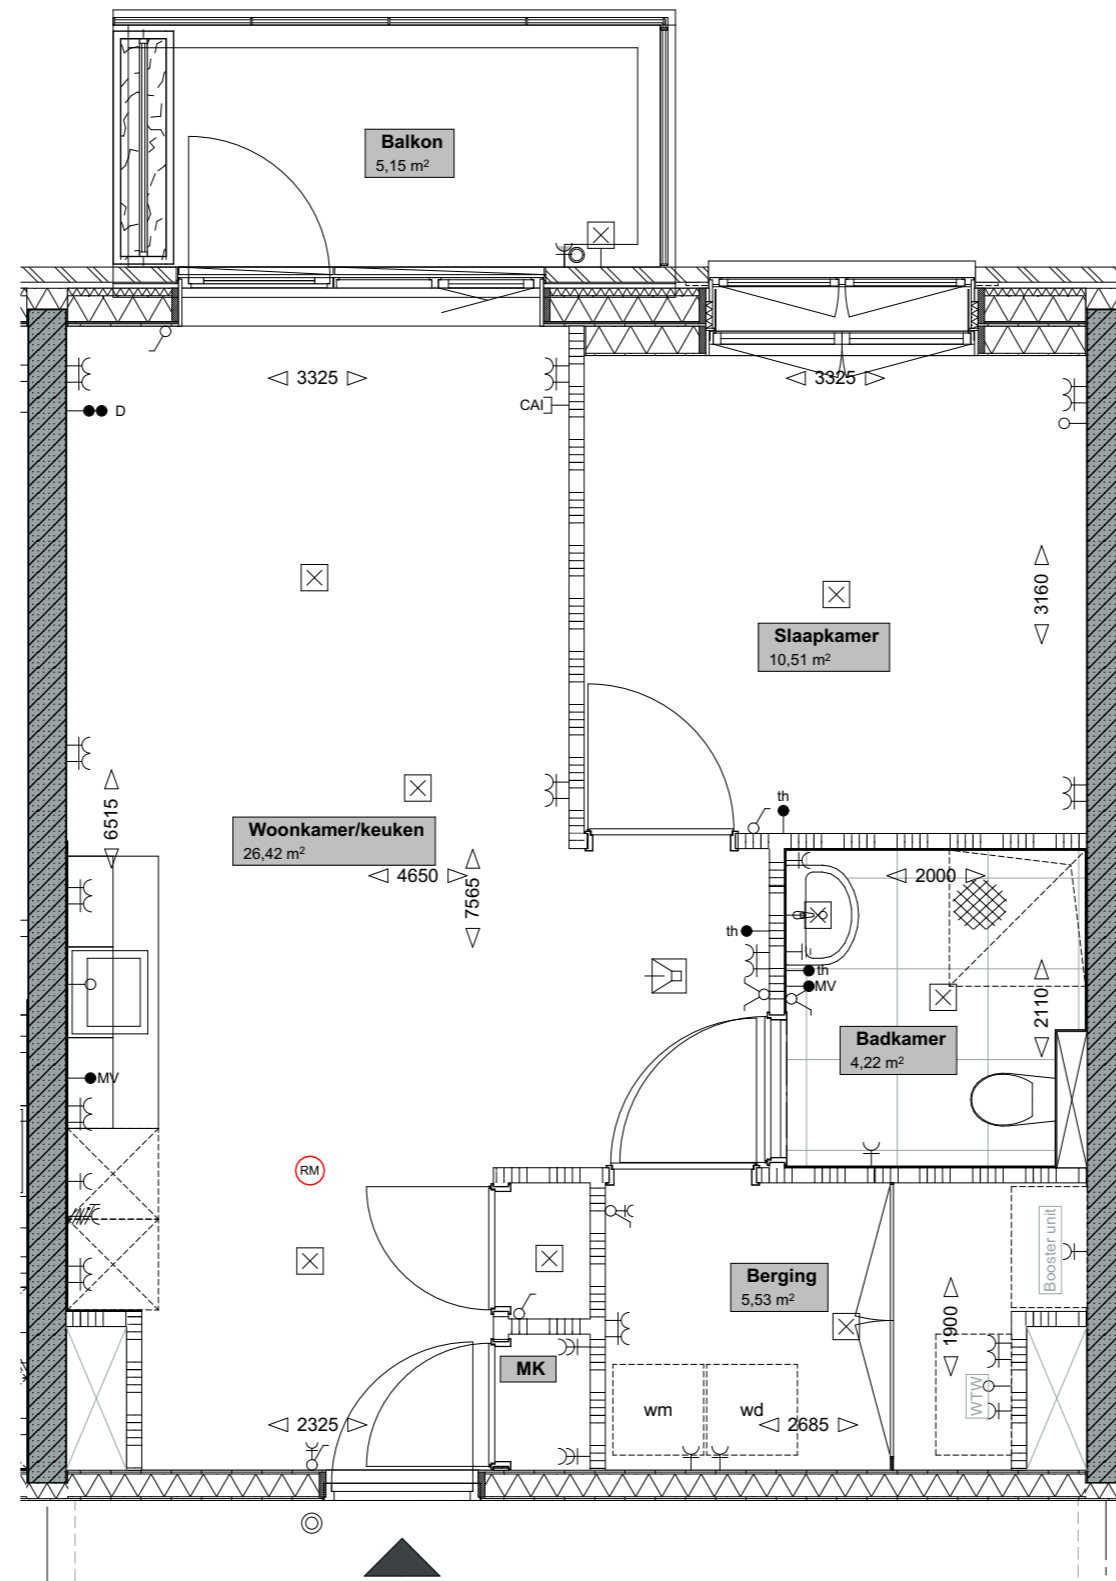 Balkon
5,15 m²
3325
3325
D
CAI
3160
Slaapkamer
10,51 m²
6515
th
Woonkamer/keuken
26,42 m²
4650
7565
2000
th
th
MV
2110
Badkamer
4,22 m²
MV
RM
Booster unit
Berging
5,53 m²
1900
MK
wm
wd
WTW
2325
2685